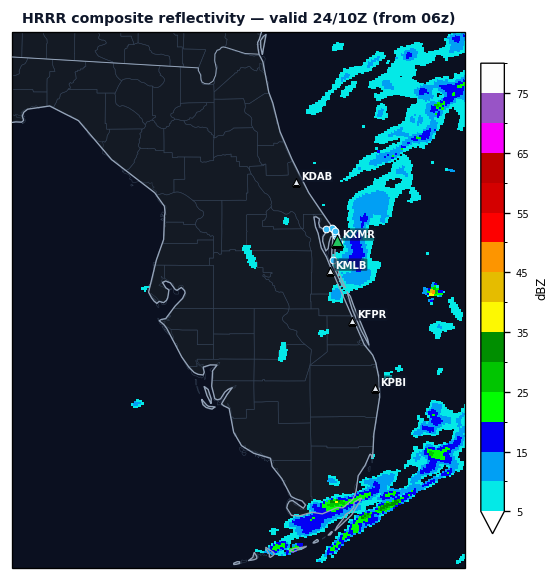 HRRR composite reflectivity — valid 24/10Z (from 06z)
KDAB
KXMR
KMLB
KFPR
KPBI
75
65
55
45
35
25
15
5
dBZ